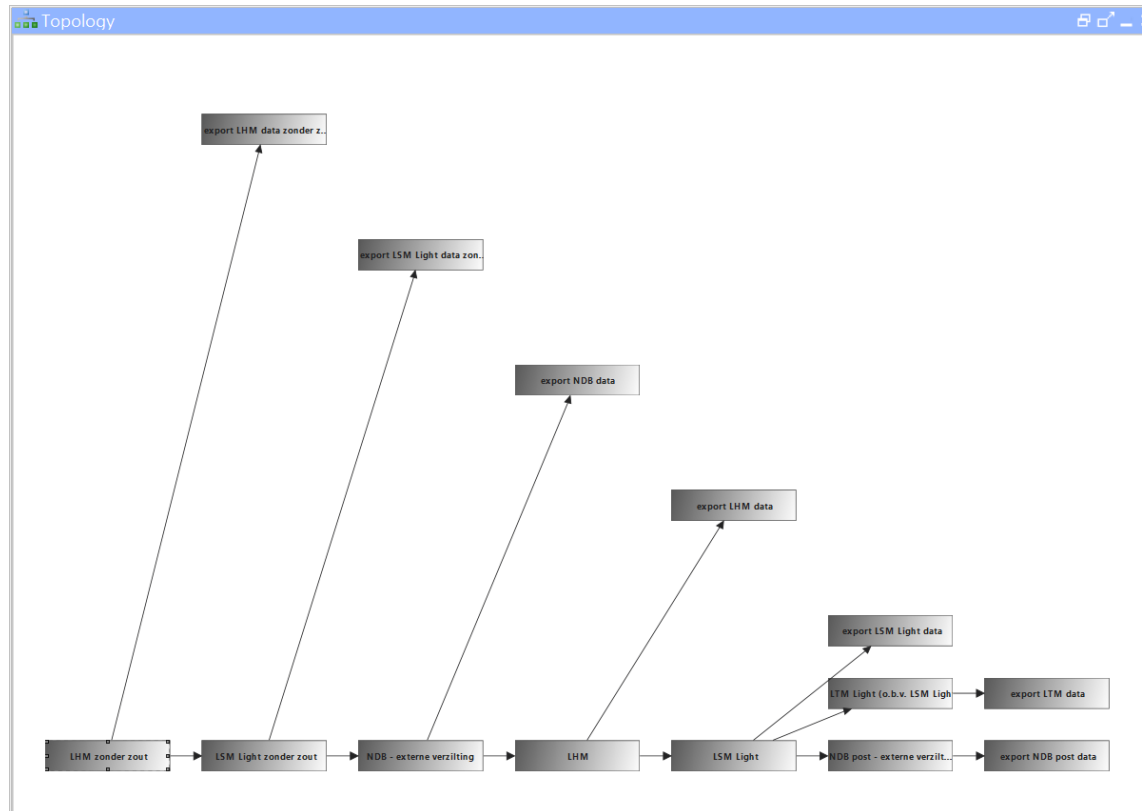 Topology
export LHM data zonder z..
export LSM Light data zon..
export NDB data
export LHM data
export LSM Light data
LTM Light (o.b.v. LSM Ligh
export LTM data
LHM zonder zout
LSM Light zonder zout
NDB - externe verzilting
LHM
LSM Light
NDB post - externe verzilt...
export NDB post data